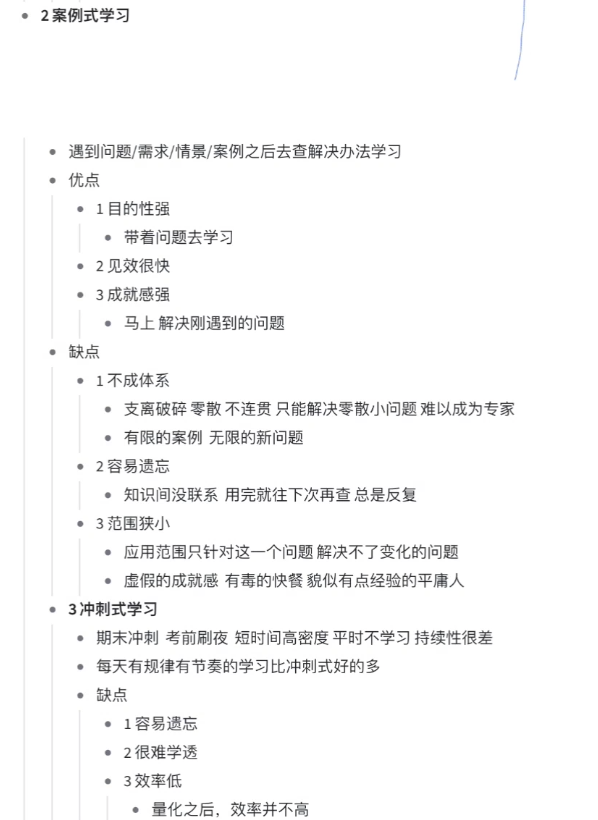 2 案例式学习
遇到问题/需求/情景/案例之后去查解决办法学习
优点
1 目的性强
带着问题去学习
2 见效很快
3 成就感强
马上 解决刚遇到的问题
缺点
1 不成体系
支离破碎 零散 不连贯 只能解决零散小问题 难以成为专家
有限的案例 无限的新问题
2 容易遗忘
知识间没联系 用完就往下次再查 总是反复
3 范围狭小
应用范围只针对这一个问题 解决不了变化的问题
虚假的成就感 有毒的快餐 貌似有点经验的平庸人
3 冲刺式学习
期末冲刺 考前刷夜 短时间高密度 平时不学习 持续性很差
每天有规律有节奏的学习比冲刺式好的多
缺点
1 容易遗忘
2 很难学透
3 效率低
量化之后，效率并不高